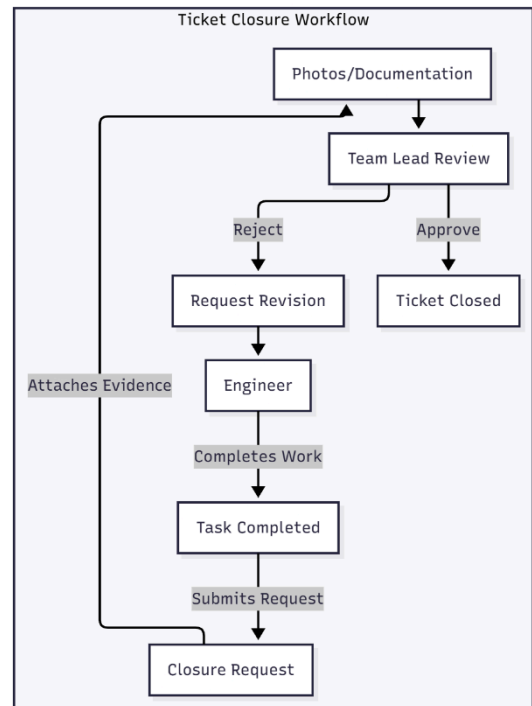 Ticket Closure Workflow
Photos/Documentation
Team Lead Review
Reject
Approve
Request Revision
Ticket Closed
Attaches Evidence
Engineer
Completes Work
Task Completed
Submits Request
Closure Request